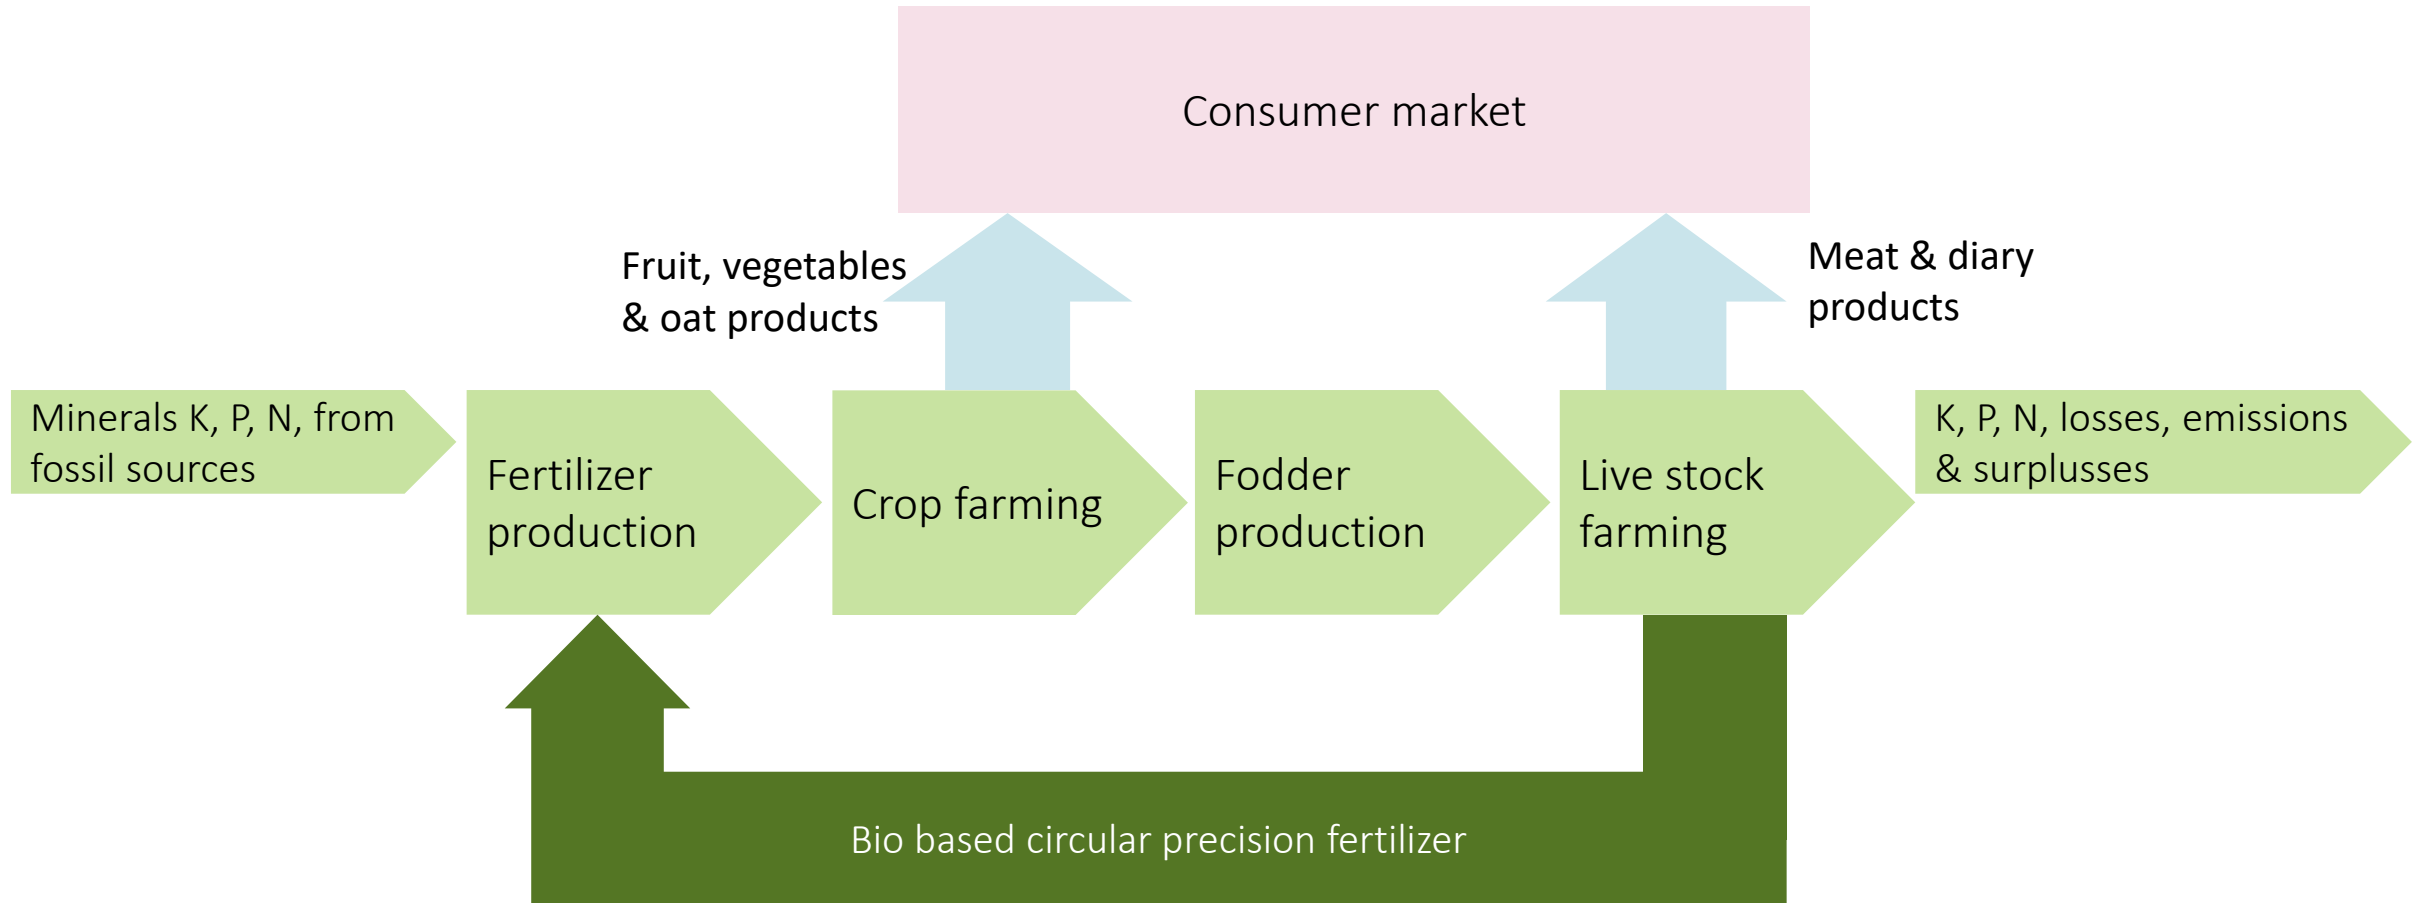 Consumer market
Fruit, vegetables
& oat products
Meat & diary
products
Minerals K, P, N, from
fossil sources
Fertilizer
production
Crop farming
Fodder
production
Live stock
farming
K, P, N, losses, emissions
& surplusses
Bio based circular precision fertilizer